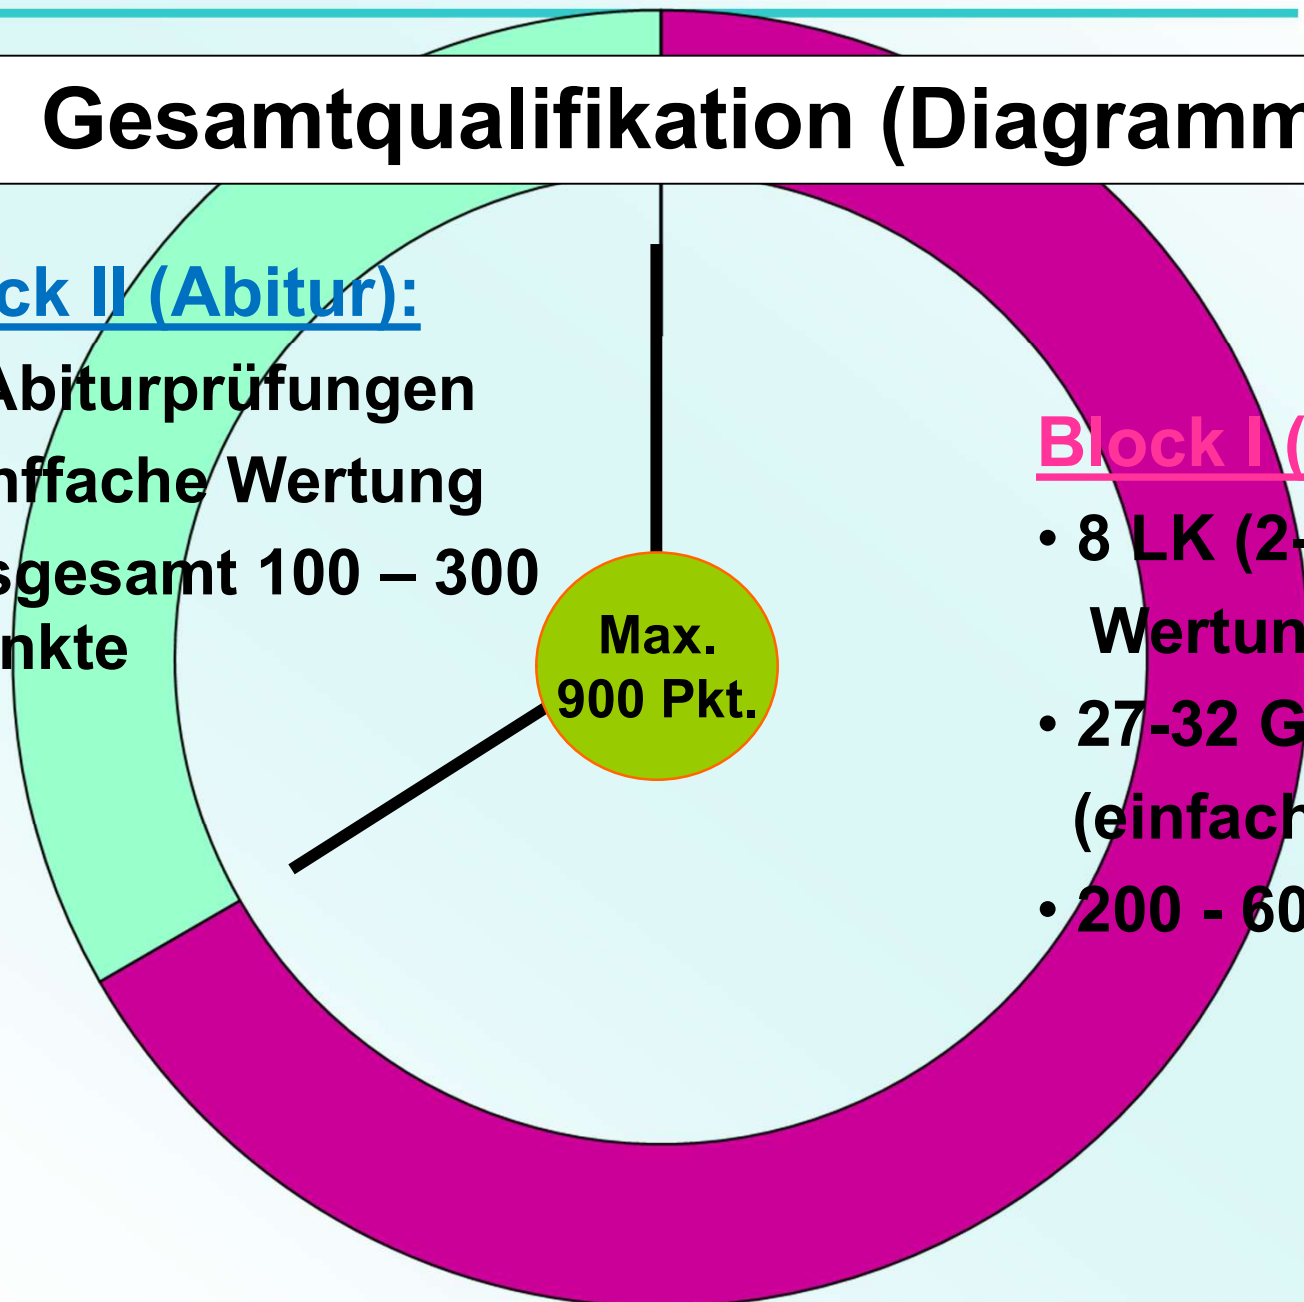 Gesamtqualifikation (Diagramm
ck II (Abitur):
Abiturprüfungen
nffache Wertung
sgesamt 100 – 300
nkte
Max.
900 Pkt.
Block I (
• 8 LK (2-
Wertun
• 27-32 G
(einfach
• 200 - 60